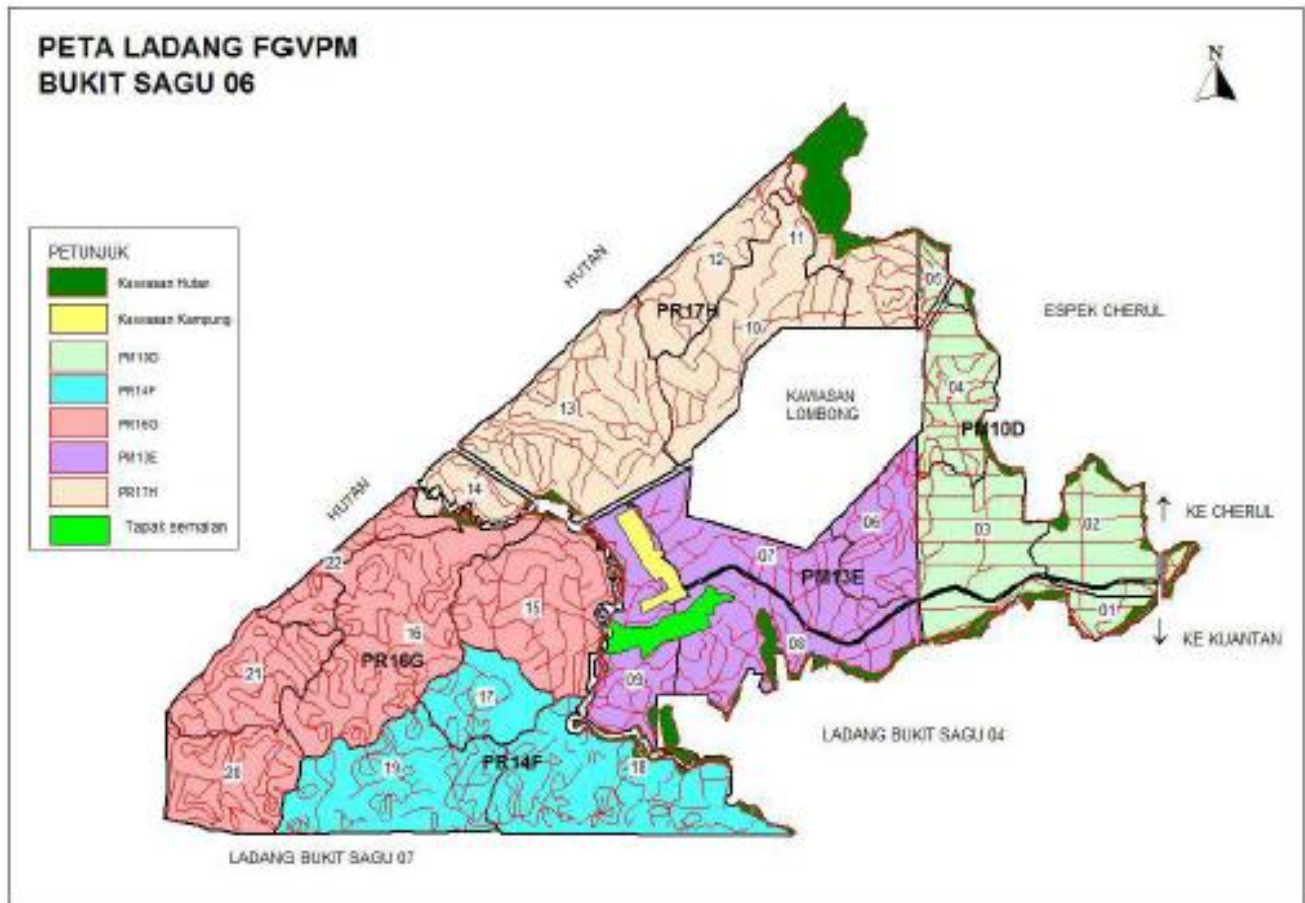 PETA LADANG FGVPM
BUKIT SAGU 06
N
PETUNJUK
Kawasan Hutan
Kawasan Kampung
PM10D
PR14F
PR16G
PM13E
PR17H
Tapak semaian
HUTAN
HUTAN
ESPEK CHERUL
KAWASAN
LOMBONG
KE CHERUL
KE KUANTAN
LADANG BUKIT SAGU 04
LADANG BUKIT SAGU 07
PR17H
PM10D
PM13E
PR16G
PR14F
11
12
05
10
04
13
14
06
02
03
07
22
15
01
16
08
21
09
17
20
19
18